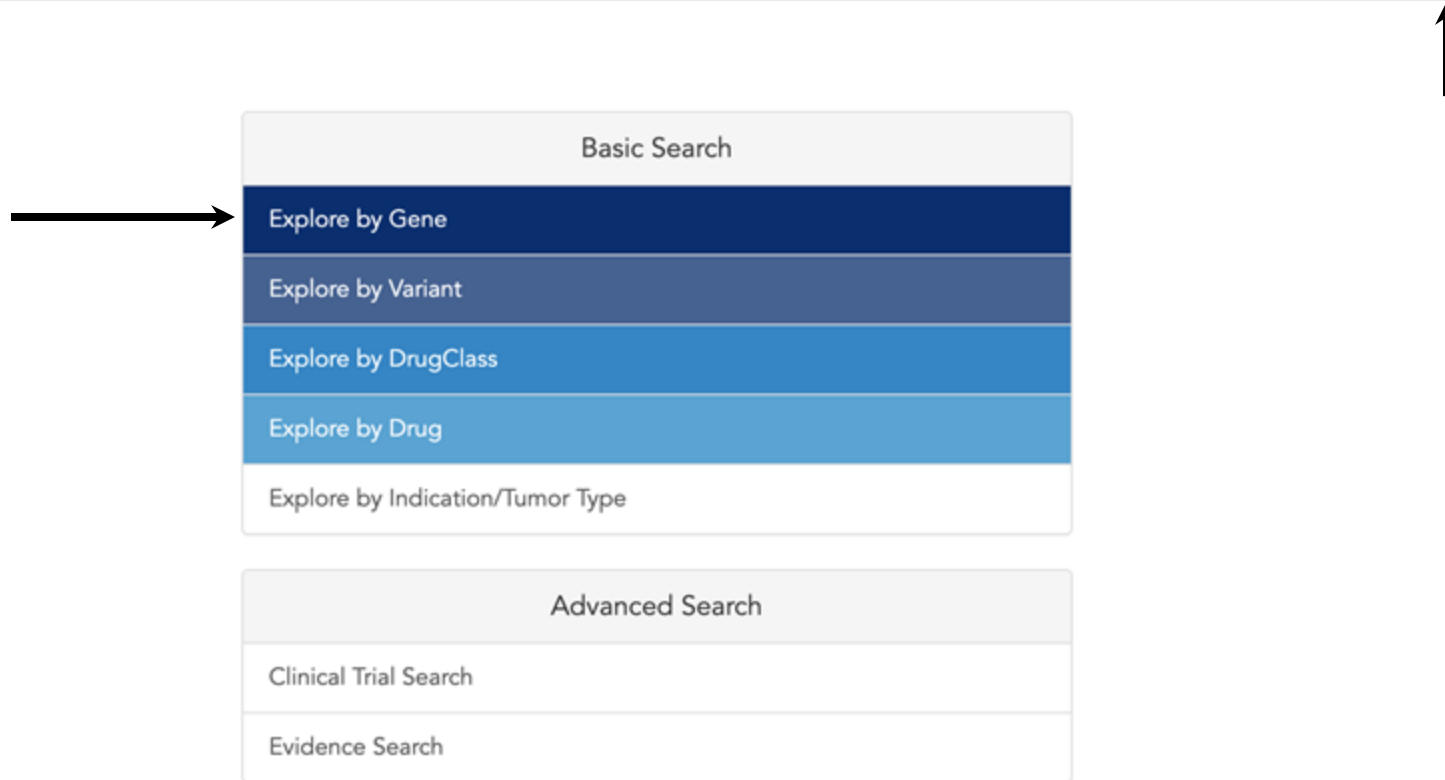 Basic Search
Explore by Gene
Explore by Variant
Explore by DrugClass
Explore by Drug
Explore by Indication/Tumor Type
Advanced Search
Clinical Trial Search
Evidence Search